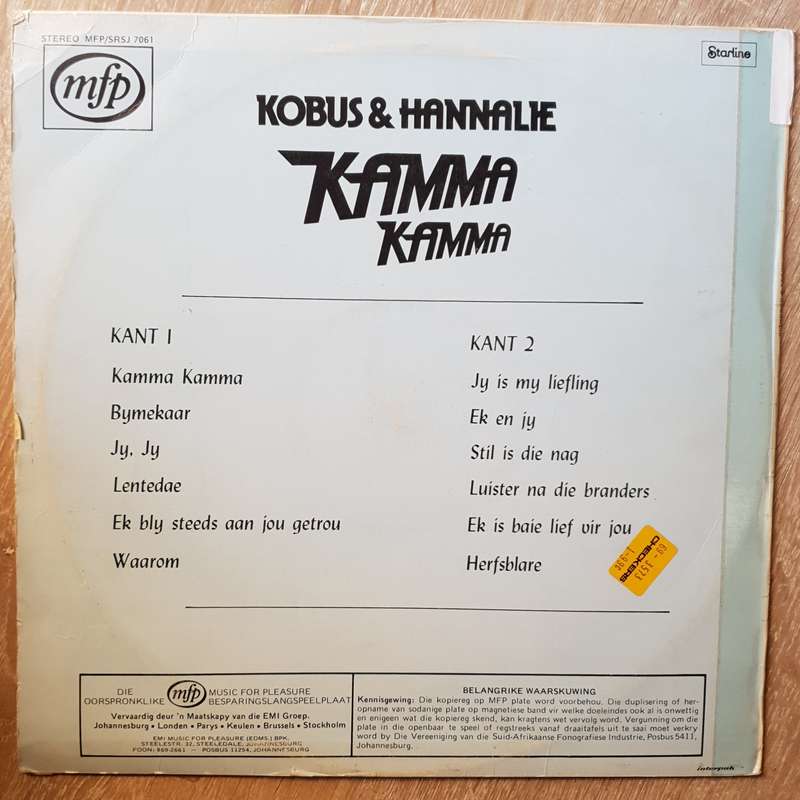 STEREO MFP/SRSJ 7061
mfp
Starline
KOBUS & HANNALIE
KAMMA
KAMMA
KANT 1
Kamma Kamma
Bymekaar
Jy, Jy
Lentedae
Ek bly steeds aan jou getrou
Waarom
KANT 2
Jy is my liefling
Ek en jy
Stil is die nag
Luister na die branders
Ek is baie lief vir jou
Herfsblare
69 - 3573
1-99c
CHECKERS
DIE OORSPRONKLIKE mfp MUSIC FOR PLEASURE BESPARINGSLANGSPEELPLAAT
Vervaardig deur 'n Maatskapy van die EMI Groep.
Johannesburg • Londen • Parys • Keulen • Brussels • Stockholm
EMI MUSIC FOR PLEASURE (EDMS.) BPK.
STEELESTR. 32, STEELEDALE, JOHANNESBURG
FOON: 869-2661 - POSBUS 11254, JOHANNESBURG
BELANGRIKE WAARSKUWING
Kennisgewing: Die kopiereg op MFP plate word voorbehou. Die duplisering of her-
opname van sodanige plate op magnetiese band vir welke doeleindes ook al is onwettig
en enigeen wat die kopiereg skend, kan kragtens wet vervolg word. Vergunning om die
plate in die openbaar te speel of regstreeks vanaf draaitafels uit te saai moet verkry
word by Die Vereeniging van die Suid-Afrikaanse Fonografiese Industrie, Posbus 5411,
Johannesburg.
interpak